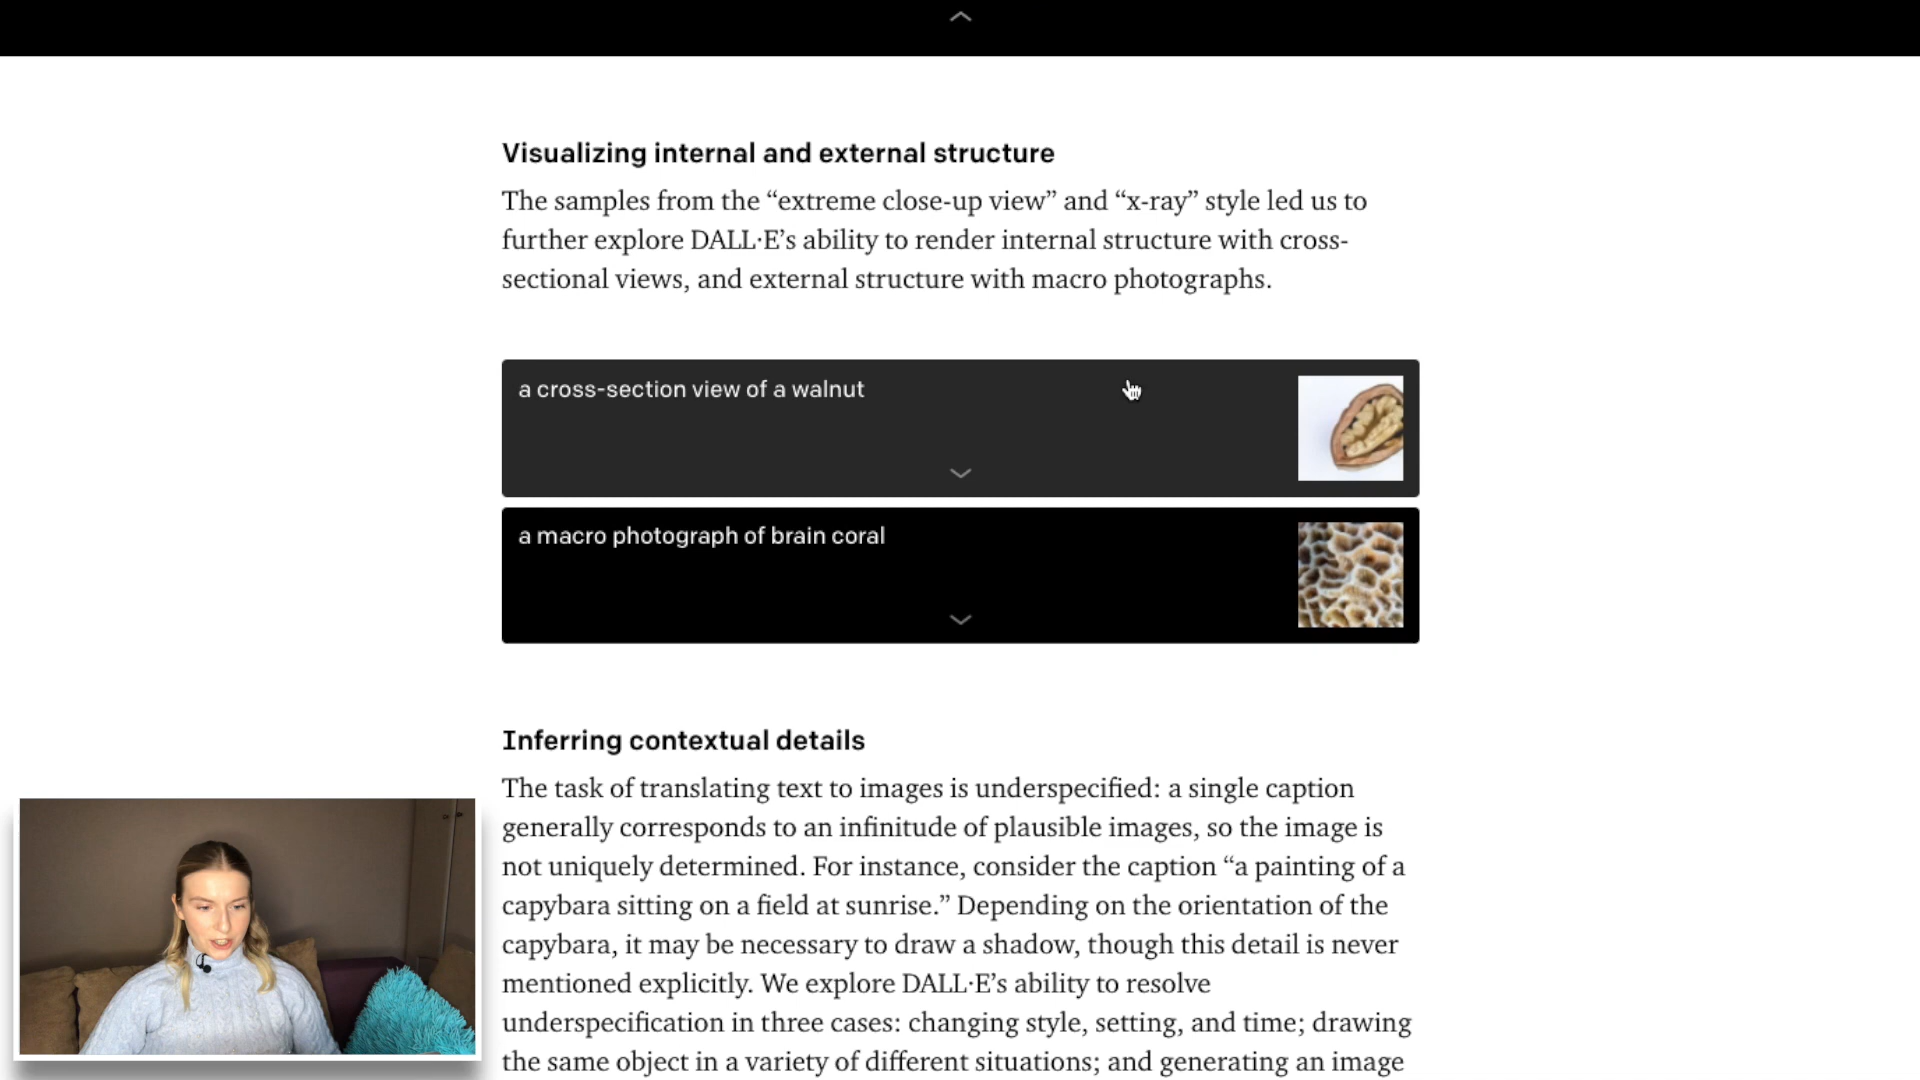 Visualizing internal and external structure
The samples from the “extreme close-up view” and “x-ray” style led us to
further explore DALL·E’s ability to render internal structure with cross-
sectional views, and external structure with macro photographs.
a cross-section view of a walnut
a macro photograph of brain coral
Inferring contextual details
The task of translating text to images is underspecified: a single caption
generally corresponds to an infinitude of plausible images, so the image is
not uniquely determined. For instance, consider the caption “a painting of a
capybara sitting on a field at sunrise.” Depending on the orientation of the
capybara, it may be necessary to draw a shadow, though this detail is never
mentioned explicitly. We explore DALL·E’s ability to resolve
underspecification in three cases: changing style, setting, and time; drawing
the same object in a variety of different situations; and generating an image